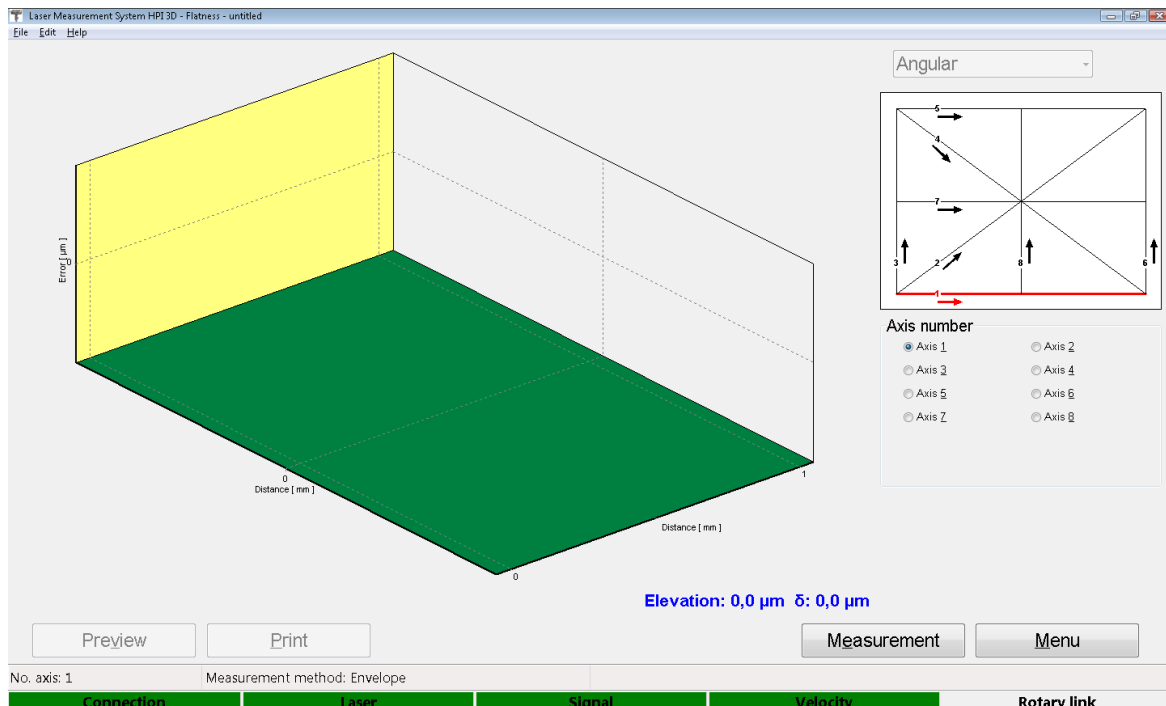 Laser Measurement System HPI 3D - Flatness - untitled
File Edit Help
Angular
5
4
7
3
2
8
6
1
Error [ µm ]
0
0
Distance [ mm ]
1
Distance [ mm ]
0
Axis number
Axis 1
Axis 2
Axis 3
Axis 4
Axis 5
Axis 6
Axis 7
Axis 8
Elevation: 0,0 µm δ: 0,0 µm
Preview
Print
Measurement
Menu
No. axis: 1
Measurement method: Envelope
Connection
Laser
Signal
Velocity
Rotary link